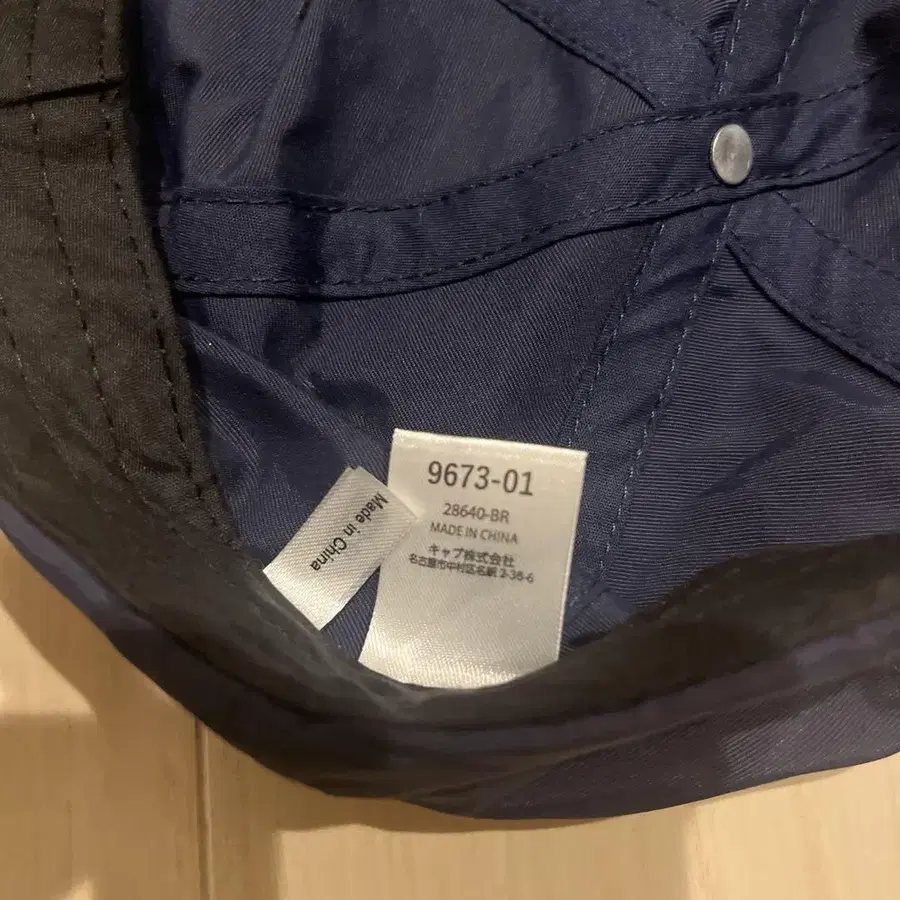 9673-01
28640-BR
MADE IN CHINA
キャプ株式会社
名古屋市中村区名駅 2-38-6
Made in China